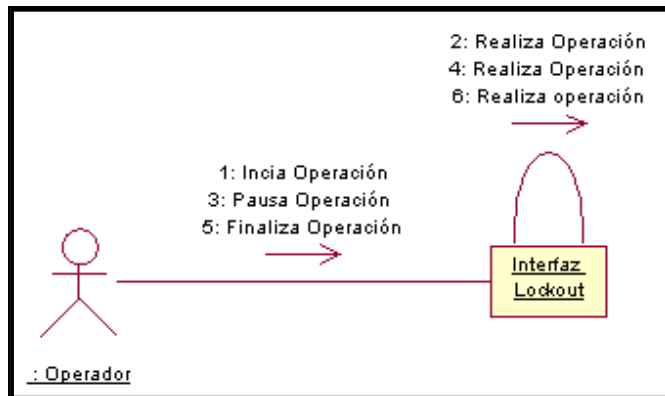 2: Realiza Operación
4: Realiza Operación
6: Realiza operación
1: Incia Operación
3: Pausa Operación
5: Finaliza Operación
Interfaz
Lockout
: Operador